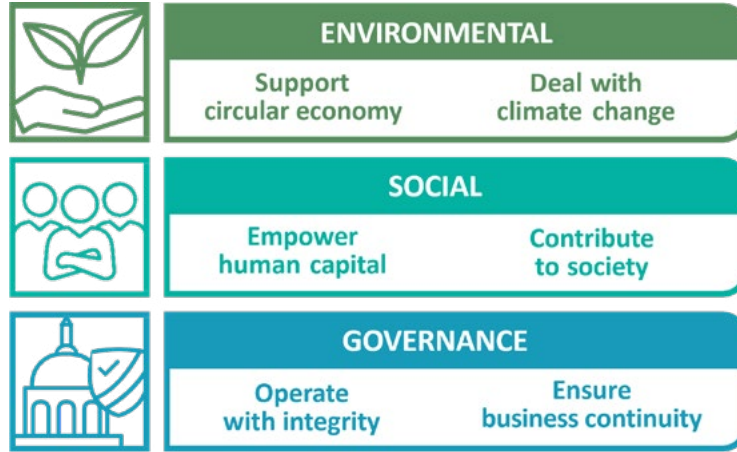 ENVIRONMENTAL
Support
circular economy
Deal with
climate change
SOCIAL
Empower
human capital
Contribute
to society
GOVERNANCE
Operate
with integrity
Ensure
business continuity